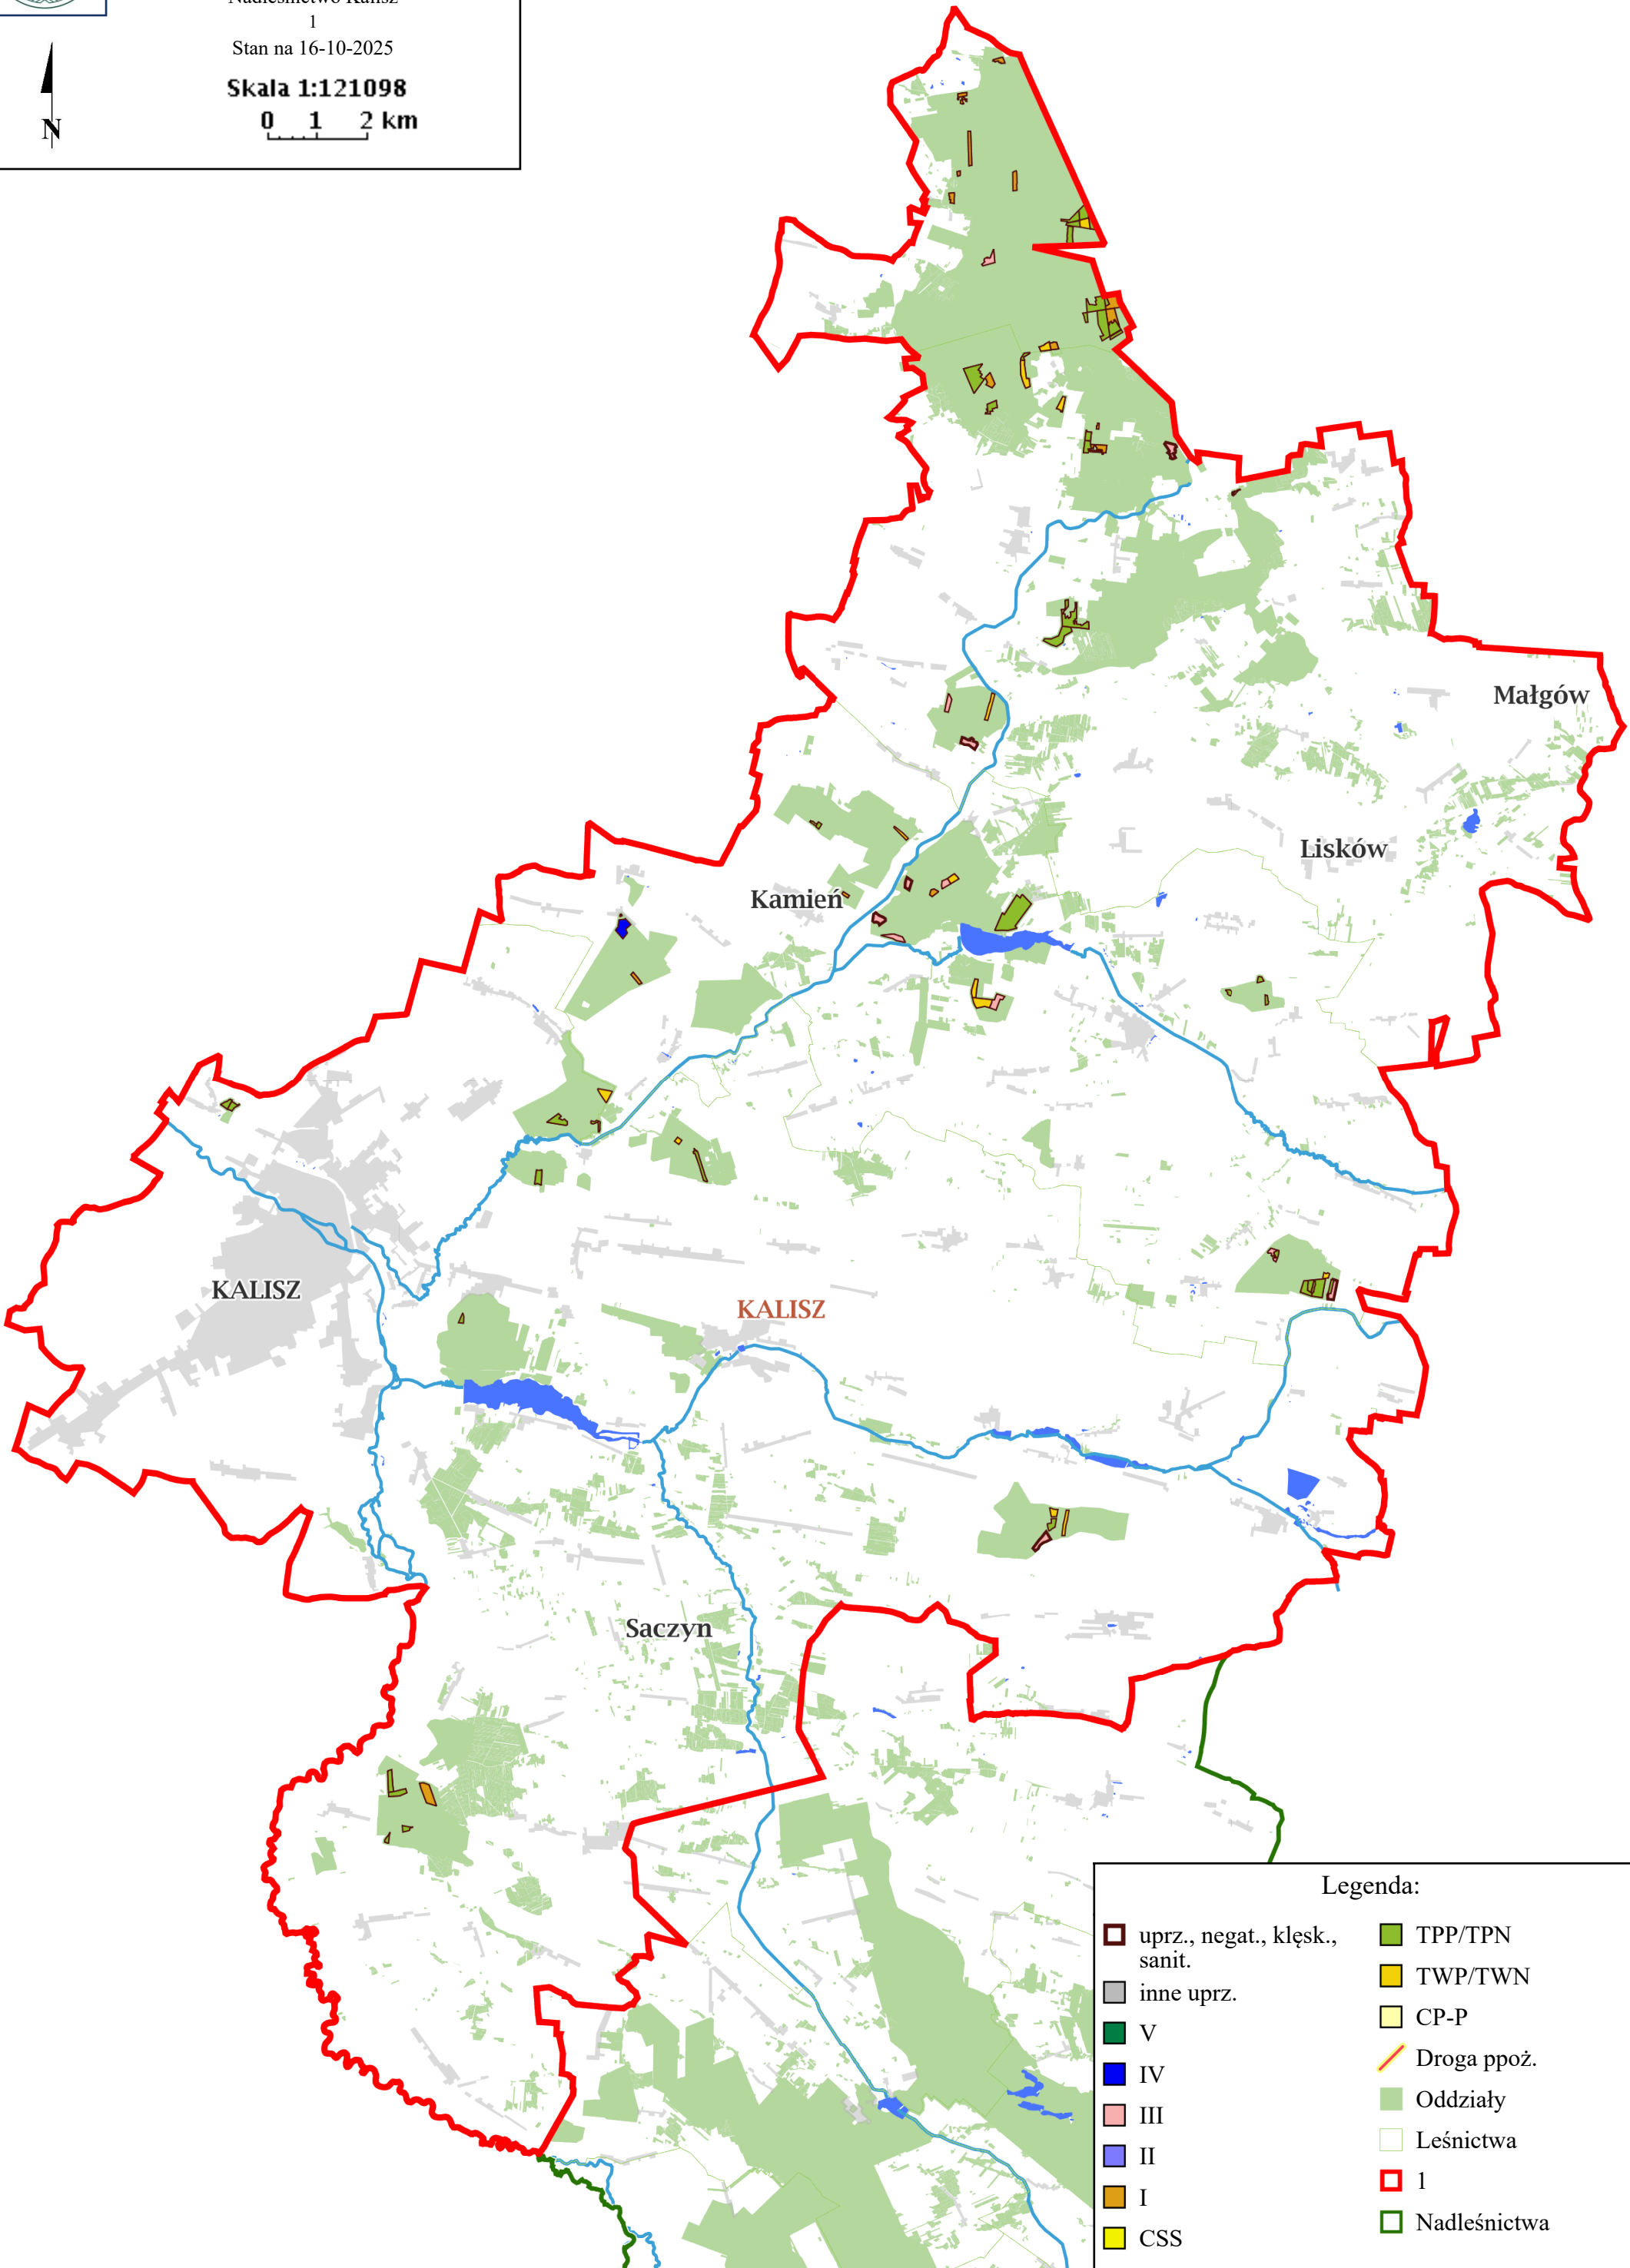 Nadleśnictwo Kalisz
1
Stan na 16-10-2025
Skala 1:121098
0 1 2 km
N
Małgów
Lisków
Kamień
KALISZ
KALISZ
Saczyn
Legenda:
uprz., negat., klęsk.,
sanit.
inne uprz.
V
IV
III
II
I
CSS
TPP/TPN
TWP/TWN
CP-P
Droga ppoż.
Oddziały
Leśnictwa
1
Nadleśnictwa